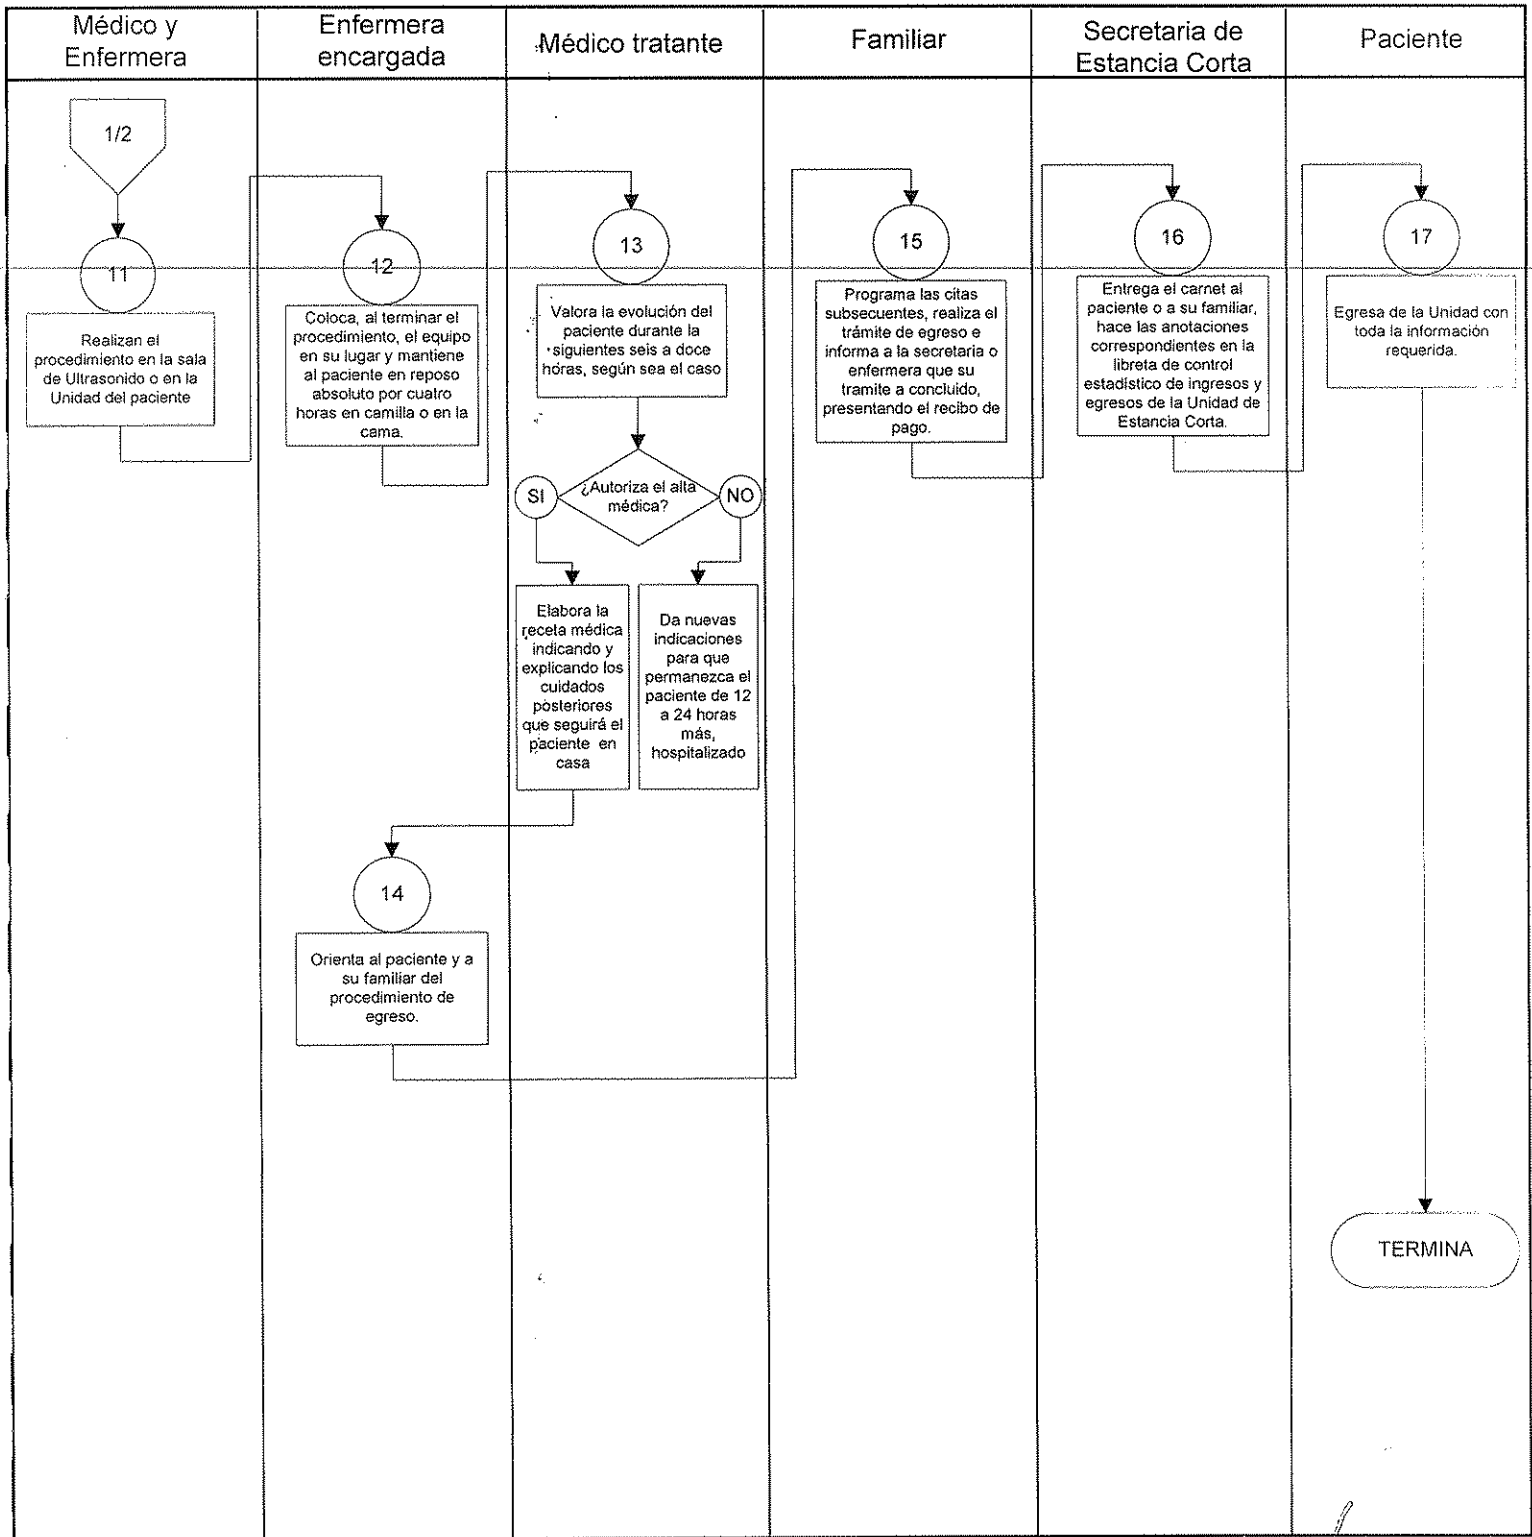 Médico y
Enfermera
Enfermera
encargada
Médico tratante
Familiar
Secretaria de
Estancia Corta
Paciente
1/2
11
Realizan el
procedimiento en la sala
de Ultrasonido o en la
Unidad del paciente
12
Coloca, al terminar el
procedimiento, el equipo
en su lugar y mantiene
al paciente en reposo
absoluto por cuatro
horas en camilla o en la
cama.
13
Valora la evolución del
paciente durante la
siguientes seis a doce
horas, según sea el caso
¿Autoriza el alta
médica?
SI
NO
Elabora la
receta médica
indicando y
explicando los
cuidados
posteriores
que seguirá el
paciente en
casa
Da nuevas
indicaciones
para que
permanezca el
paciente de 12
a 24 horas
más,
hospitalizado
14
Orienta al paciente y a
su familiar del
procedimiento de
egreso.
15
Programa las citas
subsecuentes, realiza el
trámite de egreso e
informa a la secretaria o
enfermera que su
tramite a concluido,
presentando el recibo de
pago.
16
Entrega el carnet al
paciente o a su familiar,
hace las anotaciones
correspondientes en la
libreta de control
estadístico de ingresos y
egresos de la Unidad de
Estancia Corta.
17
Egresa de la Unidad con
toda la información
requerida.
TERMINA